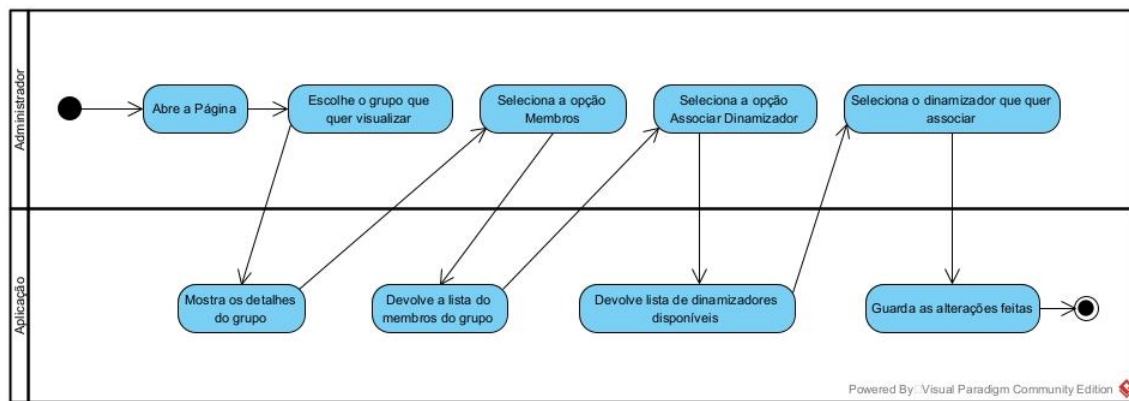 Administrador
Abre a Página
Escolhe o grupo que
quer visualizar
Seleciona a opção
Membros
Seleciona a opção
Associar Dinamizador
Seleciona o dinamizador que quer
associar
Aplicação
Mostra os detalhes
do grupo
Devolve a lista do
membros do grupo
Devolve lista de dinamizadores
disponíveis
Guarda as alterações feitas
Powered By Visual Paradigm Community Edition